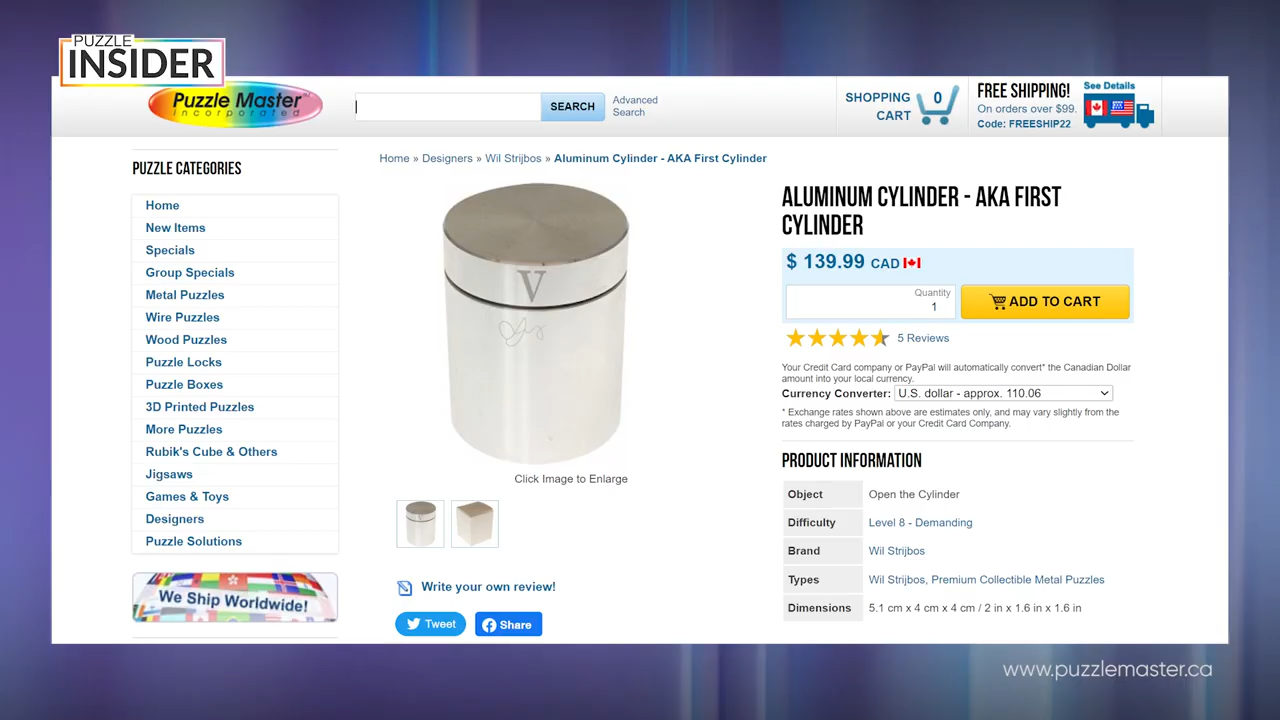 PUZZLE
INSIDER
Puzzle Master
Incorporated
SEARCH
Advanced
Search
SHOPPING
CART
0
FREE SHIPPING!
On orders over $99.
Code: FREESHIP22
See Details
PUZZLE CATEGORIES
Home
New Items
Specials
Group Specials
Metal Puzzles
Wire Puzzles
Wood Puzzles
Puzzle Locks
Puzzle Boxes
3D Printed Puzzles
More Puzzles
Rubik's Cube & Others
Jigsaws
Games & Toys
Designers
Puzzle Solutions
We Ship Worldwide!
Home » Designers » Wil Strijbos » Aluminum Cylinder - AKA First Cylinder
V
Click Image to Enlarge
Write your own review!
Tweet
Share
ALUMINUM CYLINDER - AKA FIRST
CYLINDER
$ 139.99 CAD
Quantity
1
ADD TO CART
5 Reviews
Your Credit Card company or PayPal will automatically convert* the Canadian Dollar
amount into your local currency.
Currency Converter: U.S. dollar - approx. 110.06
* Exchange rates shown above are estimates only, and may vary slightly from the
rates charged by PayPal or your Credit Card Company.
PRODUCT INFORMATION
Object Open the Cylinder
Difficulty Level 8 - Demanding
Brand Wil Strijbos
Types Wil Strijbos, Premium Collectible Metal Puzzles
Dimensions 5.1 cm x 4 cm x 4 cm / 2 in x 1.6 in x 1.6 in
www.puzzlemaster.ca